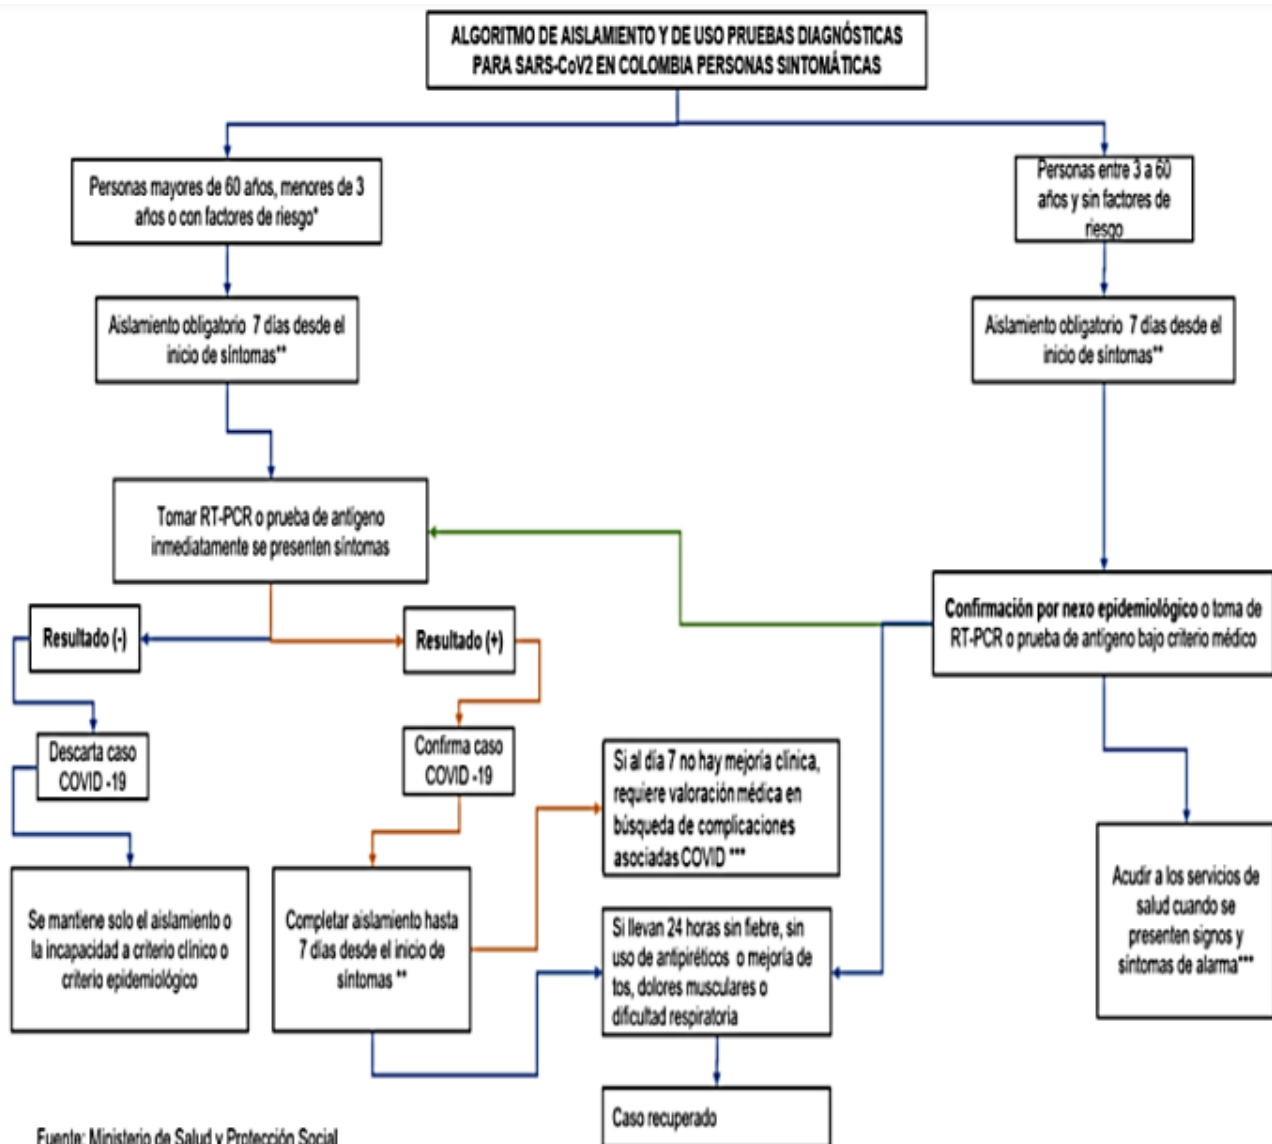 ALGORITMO DE AISLAMIENTO Y DE USO PRUEBAS DIAGNÓSTICAS
PARA SARS-CoV2 EN COLOMBIA PERSONAS SINTOMÁTICAS
Personas mayores de 60 años, menores de 3
años o con factores de riesgo*
Personas entre 3 a 60
años y sin factores de
riesgo
Aislamiento obligatorio 7 días desde el
inicio de síntomas**
Aislamiento obligatorio 7 días desde el
inicio de síntomas**
Tomar RT-PCR o prueba de antígeno
inmediatamente se presenten síntomas
Confirmación por nexo epidemiológico o toma de
RT-PCR o prueba de antígeno bajo criterio médico
Resultado (-)
Resultado (+)
Descarta caso
COVID -19
Confirma caso
COVID -19
Si al día 7 no hay mejoría clínica,
requiere valoración médica en
búsqueda de complicaciones
asociadas COVID ***
Se mantiene solo el aislamiento o
la incapacidad a criterio clínico o
criterio epidemiológico
Completar aislamiento hasta
7 días desde el inicio de
síntomas **
Si llevan 24 horas sin fiebre, sin
uso de antipiréticos o mejoría de
tos, dolores musculares o
dificultad respiratoria
Acudir a los servicios de
salud cuando se
presenten signos y
síntomas de alarma***
Caso recuperado
Fuente: Ministerio de Salud y Protección Social